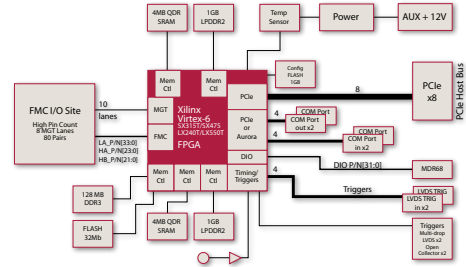 4MB QDR
SRAM
1GB
LPDDR2
Temp
Sensor
Power
AUX + 12V
Config
FLASH
1GB
Mem
Ctl
Mem
Ctl
PCIe
8
PCIe
x8
PCIe Host Bus
FMC I/O Site
High Pin Count
8 MGT Lanes
80 Pairs
10
lanes
MGT
Xilinx
Virtex-6
SX315T/SX475
LX240T/LX550T
FPGA
PCIe
or
Aurora
4
COM Port
COM Port
out x2
4
COM Port
COM Port
in x2
LA_P/N[33:0]
HA_P/N[23:0]
HB_P/N[21:0]
FMC
DIO
DIO P/N[31:0]
MDR68
Mem
Ctl
Mem
Ctl
Mem
Ctl
Timing/
Triggers
4
Triggers
LVDS TRIG
LVDS TRIG
in x2
128 MB
DDR3
FLASH
32Mb
4MB QDR
SRAM
1GB
LPDDR2
Triggers
Multi-drop
LVDS x2
Open
Collector x2